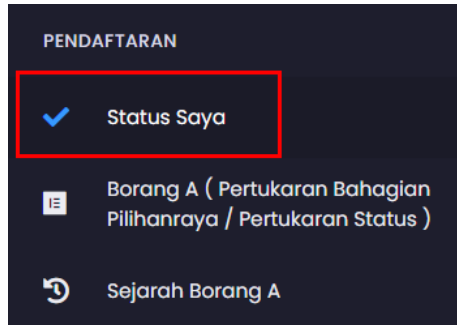 PENDAFTARAN
Status Saya
Borang A ( Pertukaran Bahagian
Pilihanraya / Pertukaran Status )
Sejarah Borang A